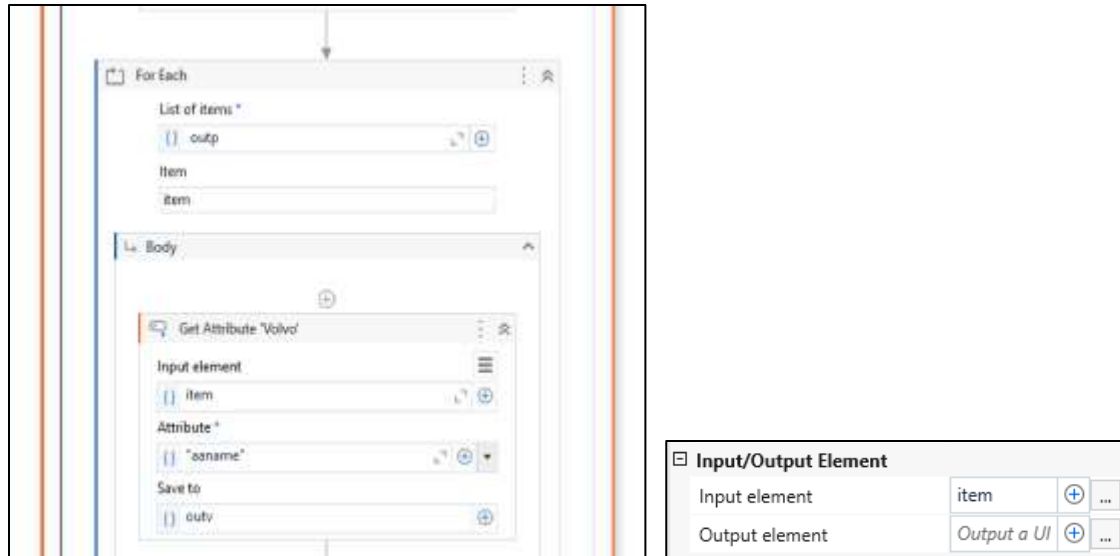 For Each
List of items *
outp
Item
item
Body
Get Attribute 'Volvo'
Input element
item
Attribute *
"aaname"
Save to
outv
Input/Output Element
Input element item ...
Output element Output a UI ...